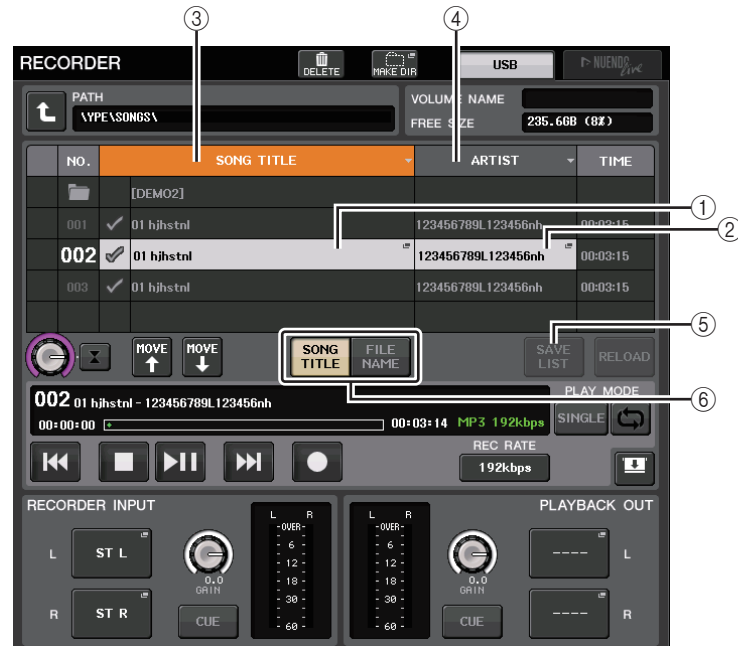 ③ ④
RECORDER DELETE MAKE DIR USB NUENDO Live
PATH VOLUME NAME
\YPE\SONGS\ FREE SIZE 235.6GB (8%)
NO. SONG TITLE ARTIST TIME
[DEMO2]
001 01 hjhstnl 123456789L123456nh 00:03:15
①
002 01 hjhstnl 123456789L123456nh 00:03:15
②
003 01 hjhstnl 123456789L123456nh 00:03:15
⑤
MOVE MOVE SONG TITLE FILE NAME SAVE LIST RELOAD
⑥
002 01 hjhstnl - 123456789L123456nh PLAY MODE
00:00:00 00:03:14 MP3 192kbps SINGLE
REC RATE
192kbps
RECORDER INPUT L R L R PLAYBACK OUT
-OVER- -OVER-
- 6 - - 6 -
L ST L - 12 - - 12 - ---- L
0.0 - 18 - - 18 - 0.0
GAIN - 30 - - 30 - GAIN
R ST R CUE - 60 - - 60 - CUE ---- R